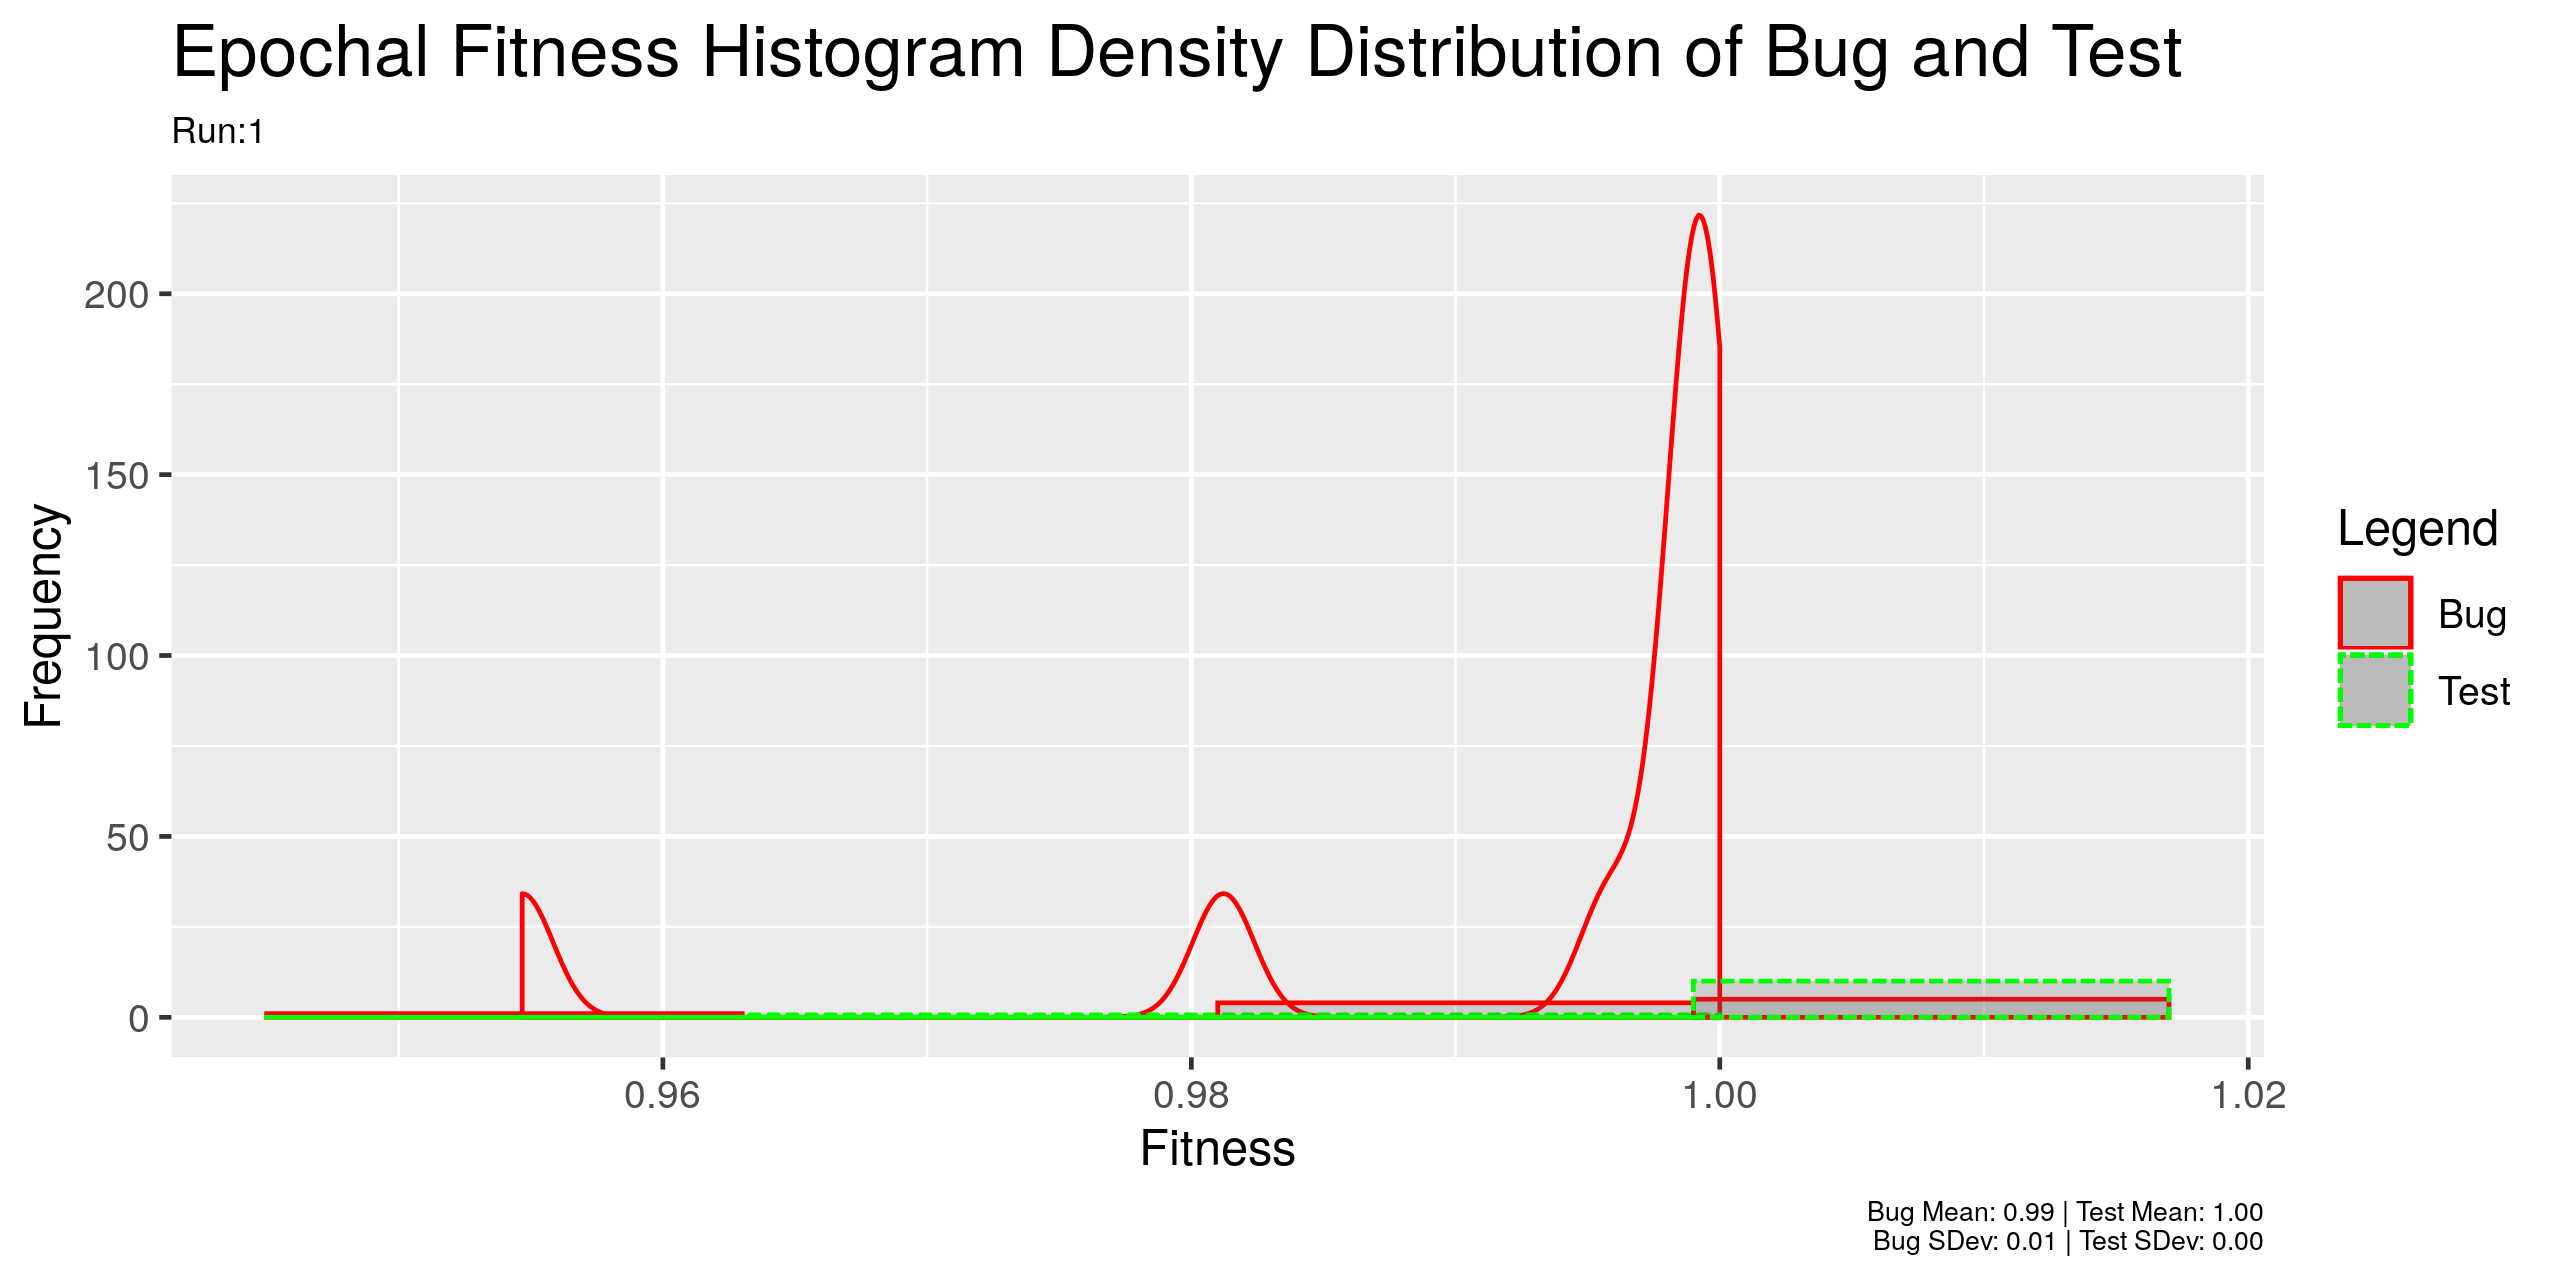 Epochal Fitness Histogram Density Distribution of Bug and Test
Run:1
Frequency
200
150
100
50
0
0.96
0.98
1.00
1.02
Fitness
Legend
Bug
Test
Bug Mean: 0.99 | Test Mean: 1.00
Bug SDev: 0.01 | Test SDev: 0.00